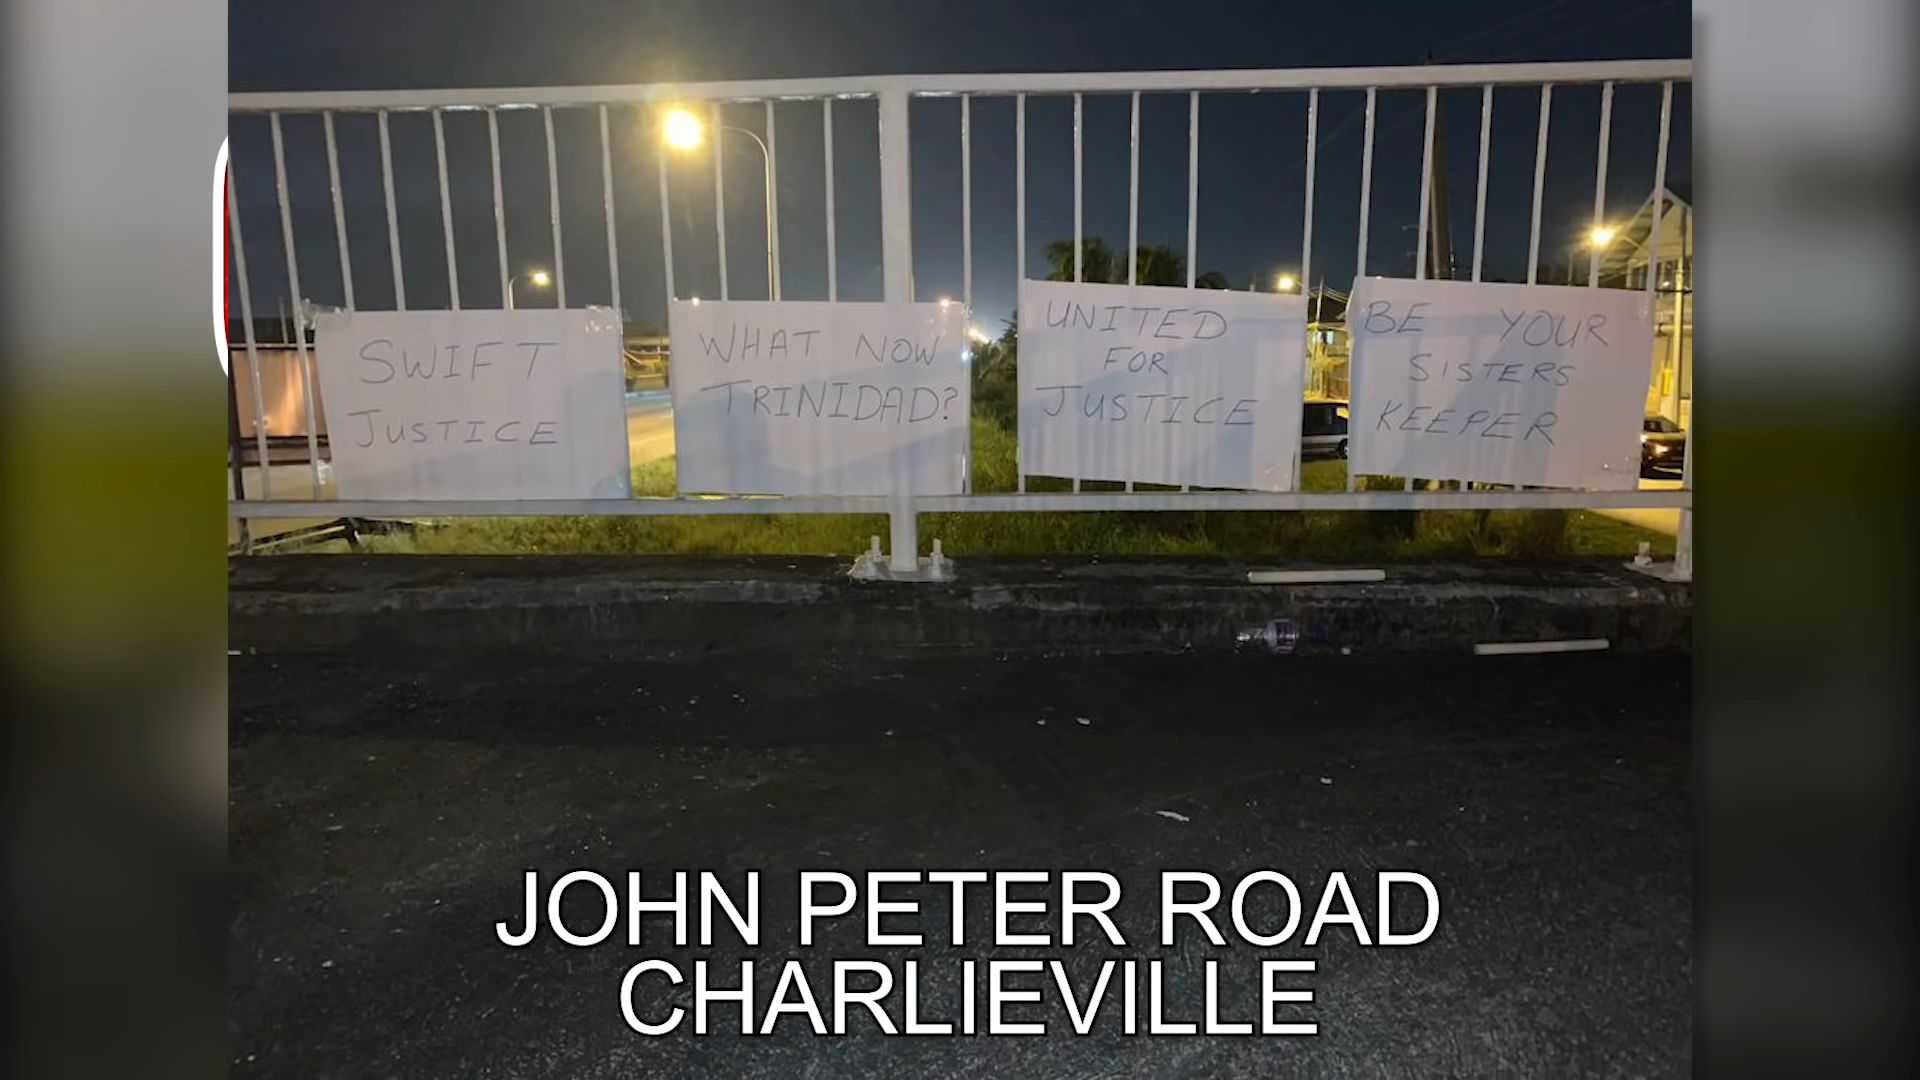 SWIFT
JUSTICE
WHAT NOW
TRINIDAD?
UNITED
FOR
JUSTICE
BE YOUR
SISTERS
KEEPER
JOHN PETER ROAD
CHARLIEVILLE